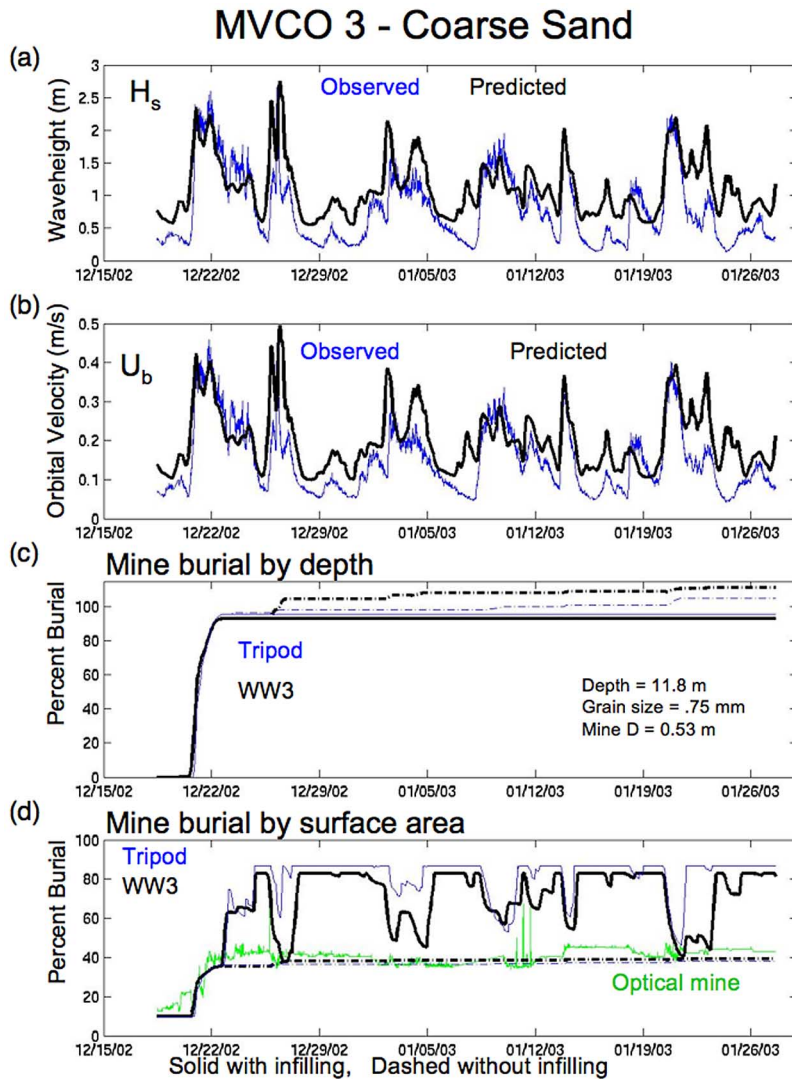 MVCO 3 - Coarse Sand
(a)
3
2.5
2
1.5
1
0.5
0
Waveheight (m)
Hs
Observed Predicted
12/15/02 12/22/02 12/29/02 01/05/03 01/12/03 01/19/03 01/26/03
(b)
0.5
0.4
0.3
0.2
0.1
0
Orbital Velocity (m/s)
Ub
Observed Predicted
12/15/02 12/22/02 12/29/02 01/05/03 01/12/03 01/19/03 01/26/03
(c) Mine burial by depth
100
80
60
40
20
0
Percent Burial
Tripod
WW3
Depth = 11.8 m
Grain size = .75 mm
Mine D = 0.53 m
12/15/02 12/22/02 12/29/02 01/05/03 01/12/03 01/19/03 01/26/03
(d) Mine burial by surface area
100
80
60
40
20
0
Percent Burial
Tripod
WW3
Optical mine
12/15/02 12/22/02 12/29/02 01/05/03 01/12/03 01/19/03 01/26/03
Solid with infilling, Dashed without infilling